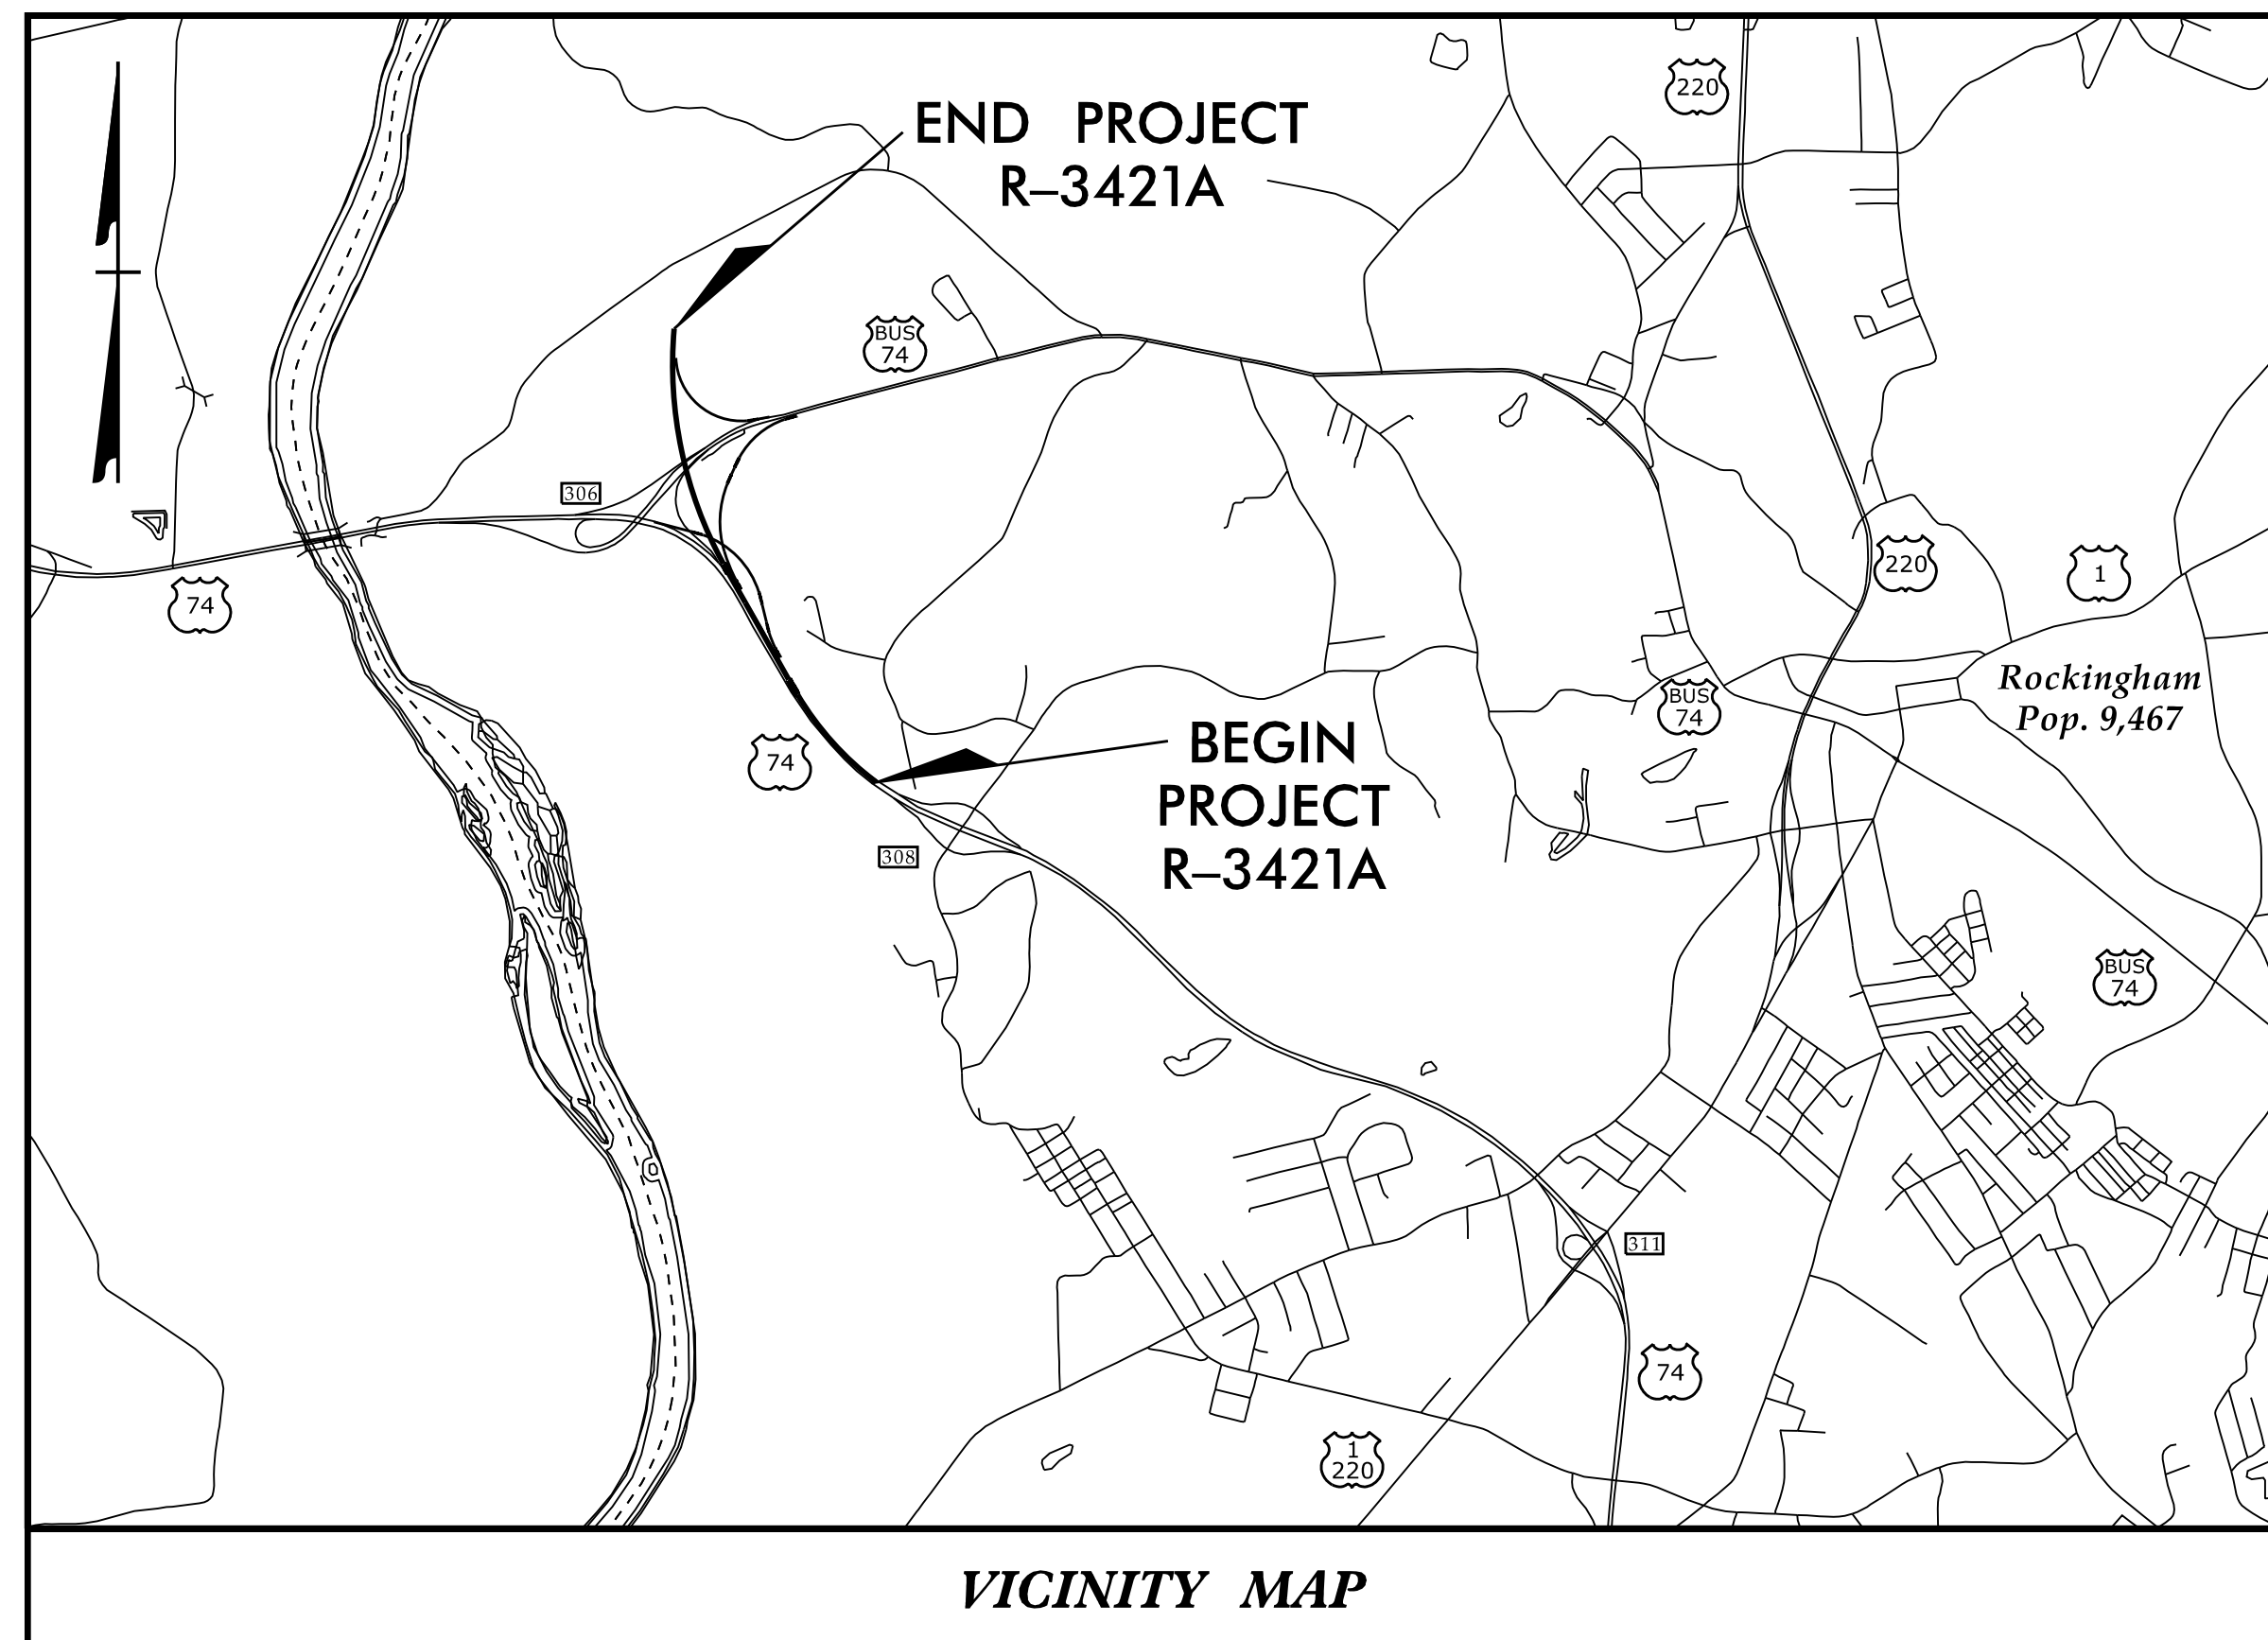 220
END PROJECT
R–3421A
BUS
74
306
74
220
1
Rockingham
Pop. 9,467
BUS
74
BEGIN
PROJECT
R–3421A
74
308
BUS
74
311
74
1
220
VICINITY MAP